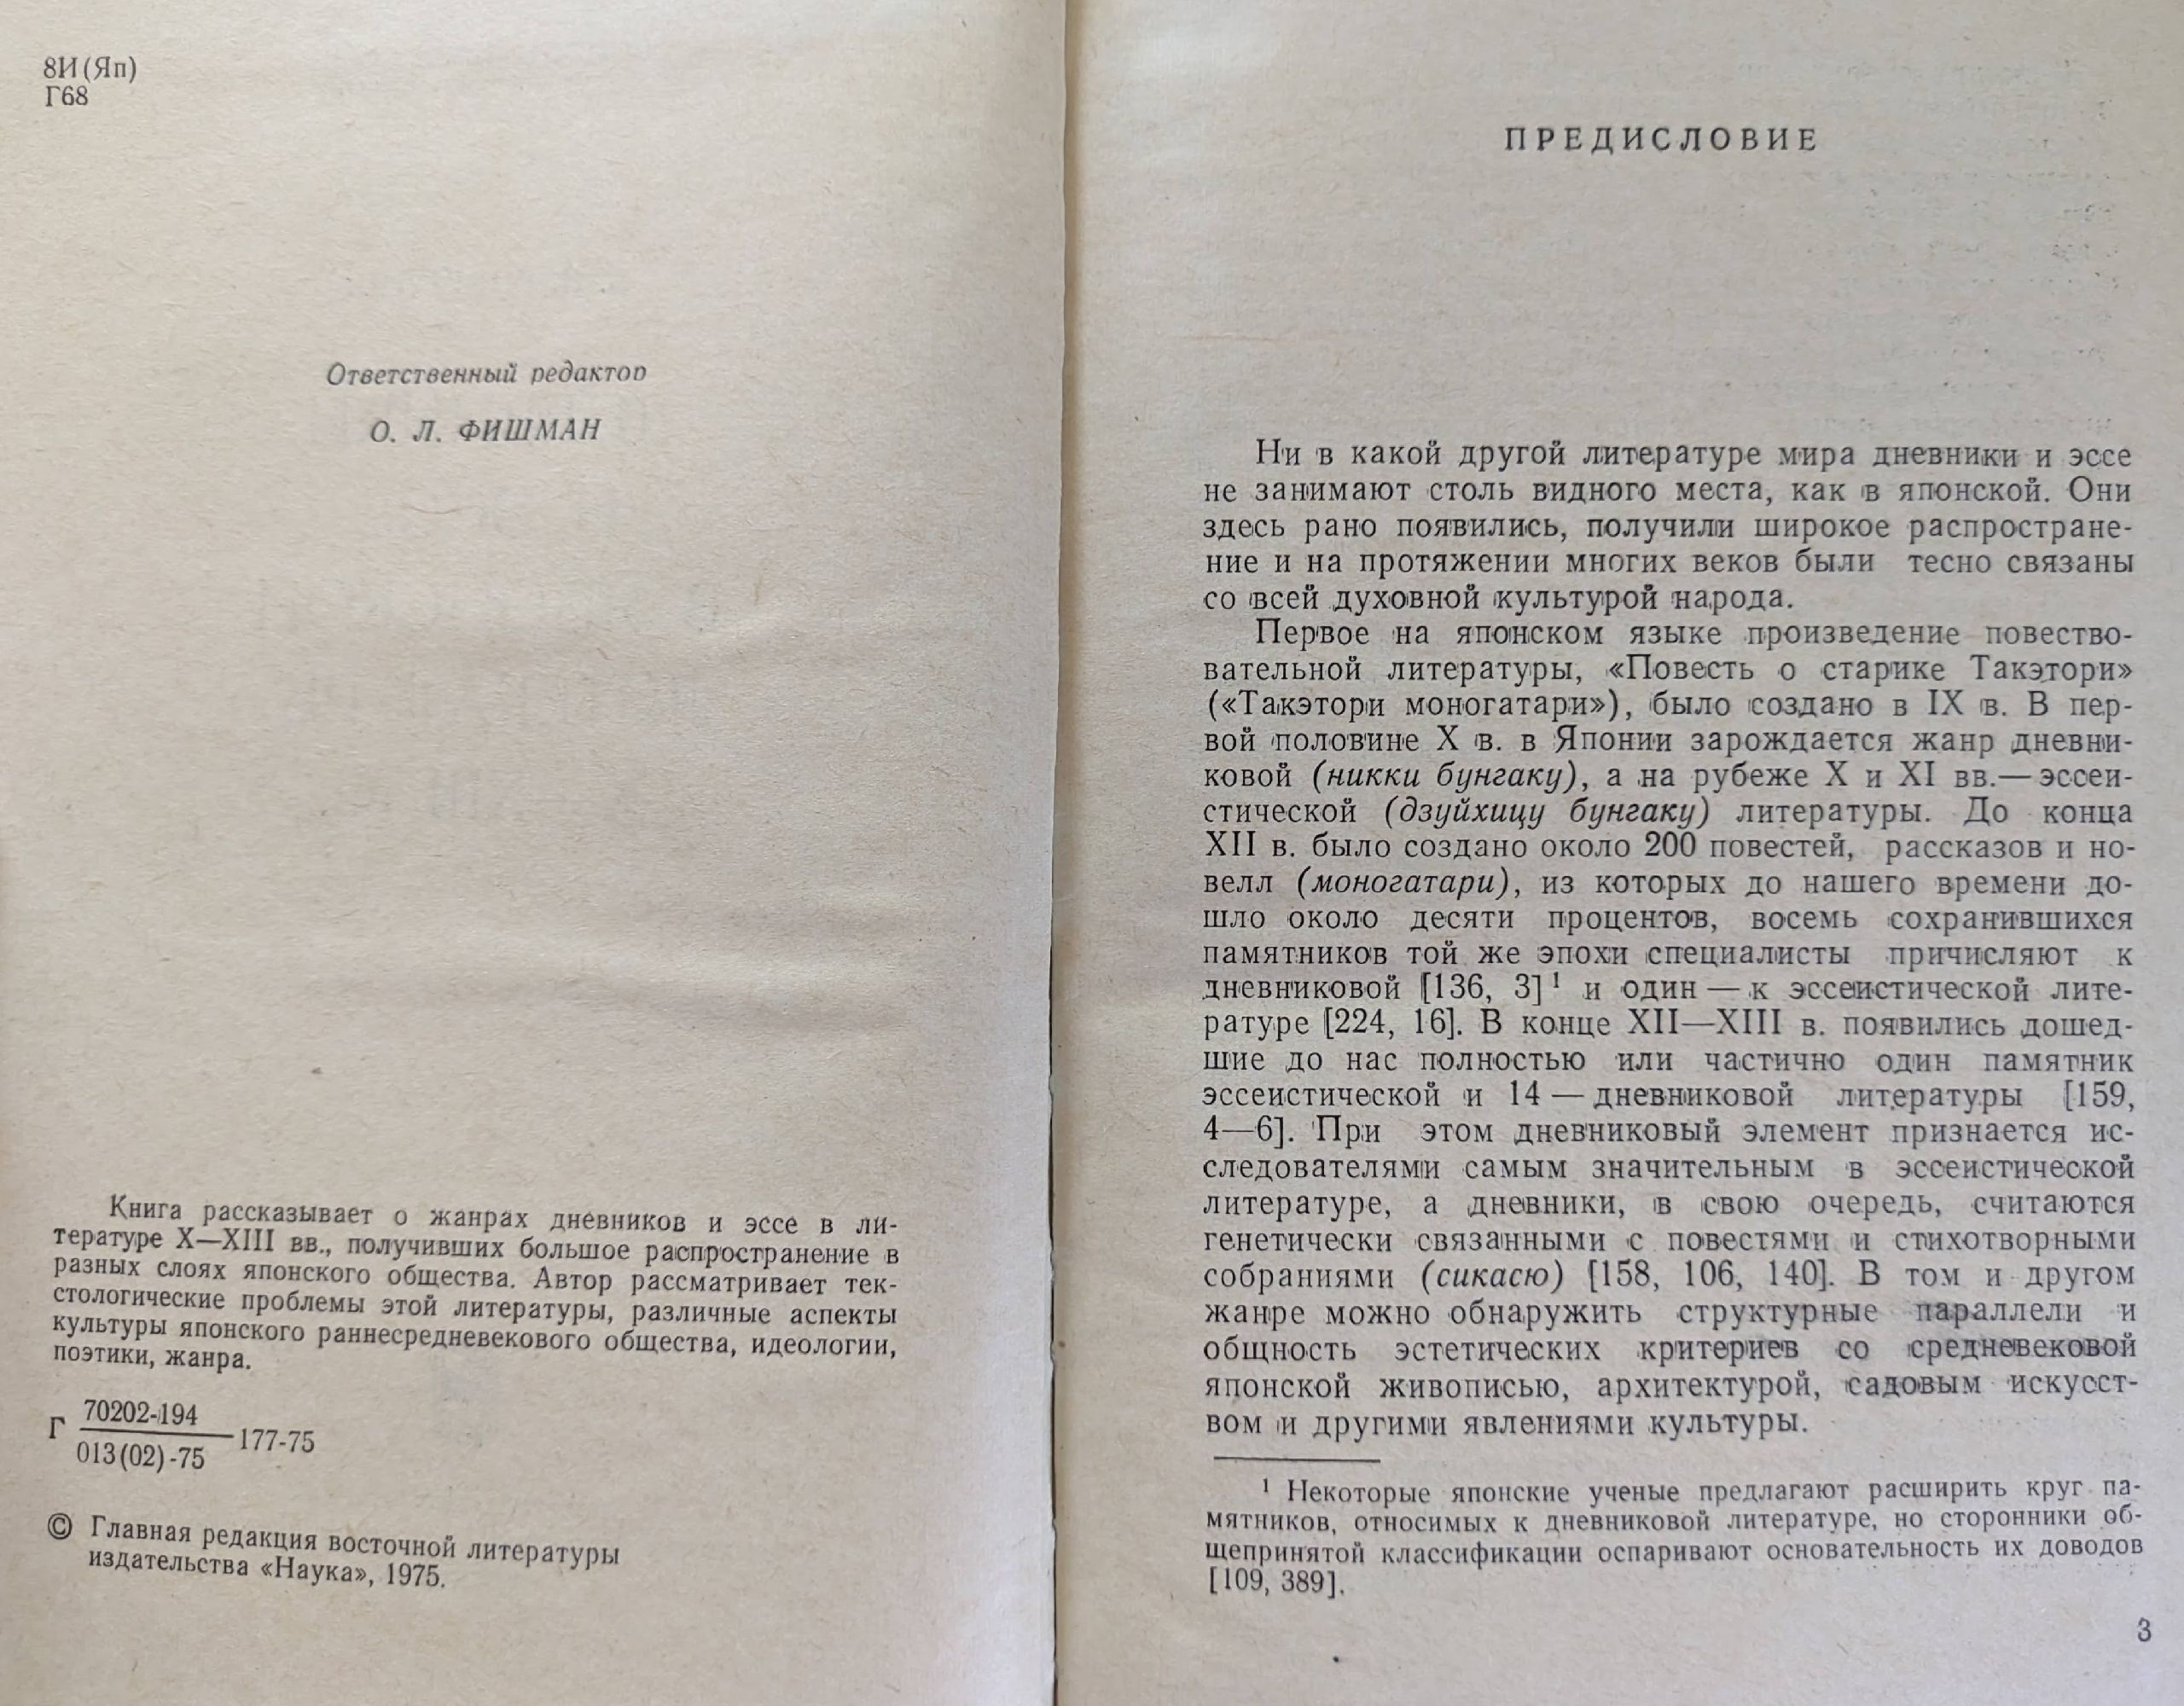 8И(Яп)
Г68
Ответственный редактор
О. Л. ФИШМАН
Книга рассказывает о жанрах дневников и эссе в ли-
тературе X—XIII вв., получивших большое распространение в
разных слоях японского общества. Автор рассматривает тек-
стологические проблемы этой литературы, различные аспекты
культуры японского раннесредневекового общества, идеологии,
поэтики, жанра.
Г 70202-194
013(02)-75 177-75
© Главная редакция восточной литературы
издательства «Наука», 1975.
ПРЕДИСЛОВИЕ
Ни в какой другой литературе мира дневники и эссе
не занимают столь видного места, как в японской. Они
здесь рано появились, получили широкое распростране-
ние и на протяжении многих веков были тесно связаны
со всей духовной культурой народа.
Первое на японском языке произведение повество-
вательной литературы, «Повесть о старике Такэтори»
(«Такэтори моногатари»), было создано в IX в. В пер-
вой половине X в. в Японии зарождается жанр дневни-
ковой (никки бунгаку), а на рубеже X и XI вв.— эссеи-
стической (дзуйхицу бунгаку) литературы. До конца
XII в. было создано около 200 повестей, рассказов и но-
велл (моногатари), из которых до нашего времени до-
шло около десяти процентов, восемь сохранившихся
памятников той же эпохи специалисты причисляют к
дневниковой [136, 3]¹ и один — к эссеистической лите-
ратуре [224, 16]. В конце XII—XIII в. появились дошед-
шие до нас полностью или частично один памятник
эссеистической и 14 — дневниковой литературы [159,
4—6]. При этом дневниковый элемент признается ис-
следователями самым значительным в эссеистической
литературе, а дневники, в свою очередь, считаются
генетически связанными с повестями и стихотворными
собраниями (сикасю) [158, 106, 140]. В том и другом
жанре можно обнаружить структурные параллели и
общность эстетических критериев со средневековой
японской живописью, архитектурой, садовым искусст-
вом и другими явлениями культуры.
¹ Некоторые японские ученые предлагают расширить круг па-
мятников, относимых к дневниковой литературе, но сторонники об-
щепринятой классификации оспаривают основательность их доводов
[109, 389].
3